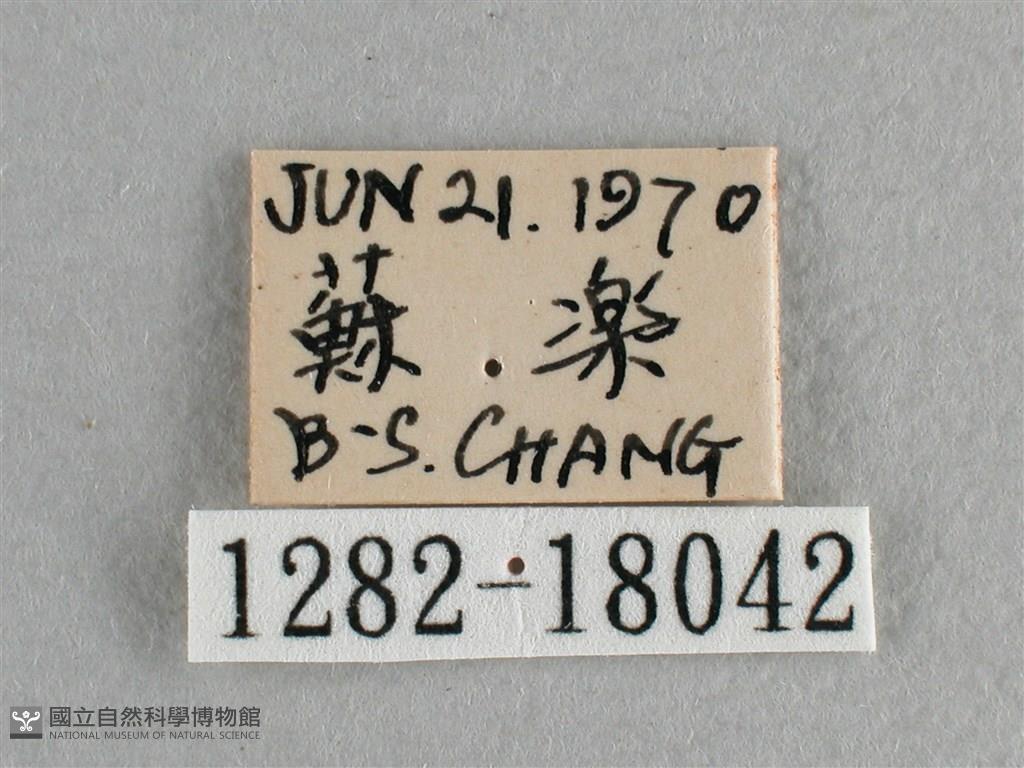 JUN 21. 1970
蘇 楽
B-S. CHANG
1282-18042
國立自然科學博物館
NATIONAL MUSEUM OF NATURAL SCIENCE